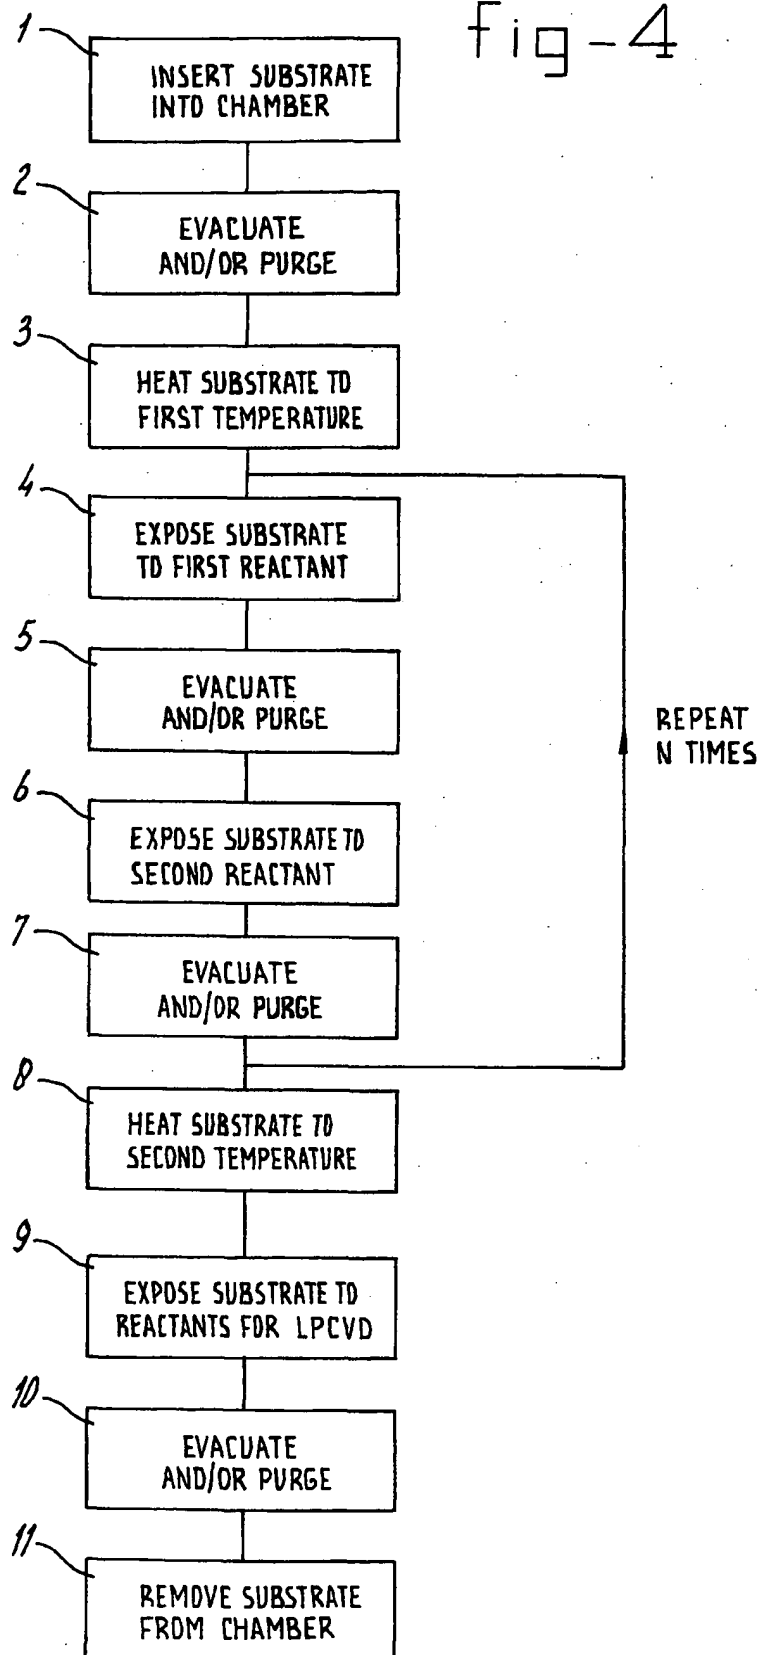 fig-4
1
INSERT SUBSTRATE
INTO CHAMBER
2
EVACUATE
AND/OR PURGE
3
HEAT SUBSTRATE TO
FIRST TEMPERATURE
4
EXPOSE SUBSTRATE
TO FIRST REACTANT
5
EVACUATE
AND/OR PURGE
REPEAT
N TIMES
6
EXPOSE SUBSTRATE TO
SECOND REACTANT
7
EVACUATE
AND/OR PURGE
8
HEAT SUBSTRATE TO
SECOND TEMPERATURE
9
EXPOSE SUBSTRATE TO
REACTANTS FOR LPCVD
10
EVACUATE
AND/OR PURGE
11
REMOVE SUBSTRATE
FROM CHAMBER